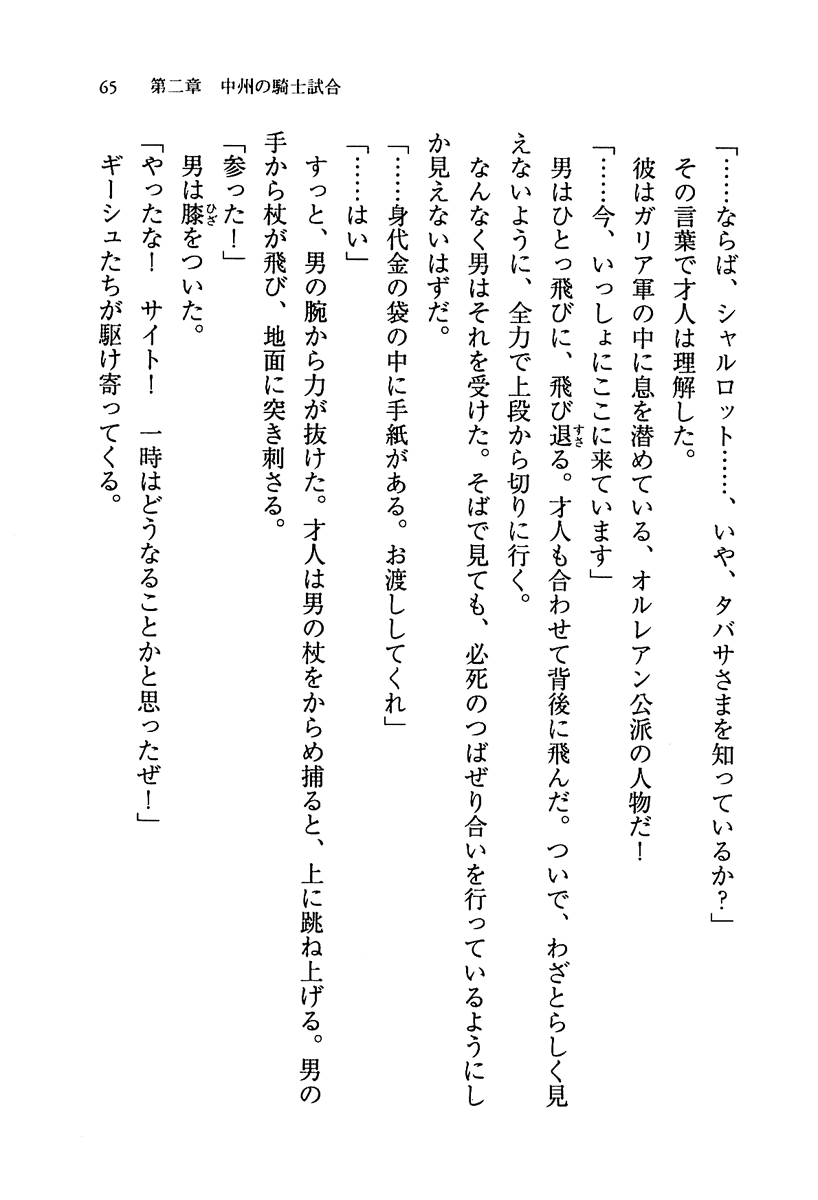 65　第二章　中州の騎士試合
「……ならば、シャルロット……、いや、タバサさまを知っているか？」
その言葉で才人は理解した。
彼はガリア軍の中に息を潜めている、オルレアン公派の人物だ！
「……今、いっしょにここに来ています」
男はひとっ飛びに、飛び退る。才人も合わせて背後に飛んだ。ついで、わざとらしく見
えないように、全力で上段から切りに行く。
なんなく男はそれを受けた。そばで見ても、必死のつばぜり合いを行っているようにし
か見えないはずだ。
「……身代金の袋の中に手紙がある。お渡ししてくれ」
「……はい」
すっと、男の腕から力が抜けた。才人は男の杖をからめ捕ると、上に跳ね上げる。男の
手から杖が飛び、地面に突き刺さる。
「参った！」
男は膝をついた。
「やったな！　サイト！　一時はどうなることかと思ったぜ！」
ギーシュたちが駆け寄ってくる。
すさ
ひざ